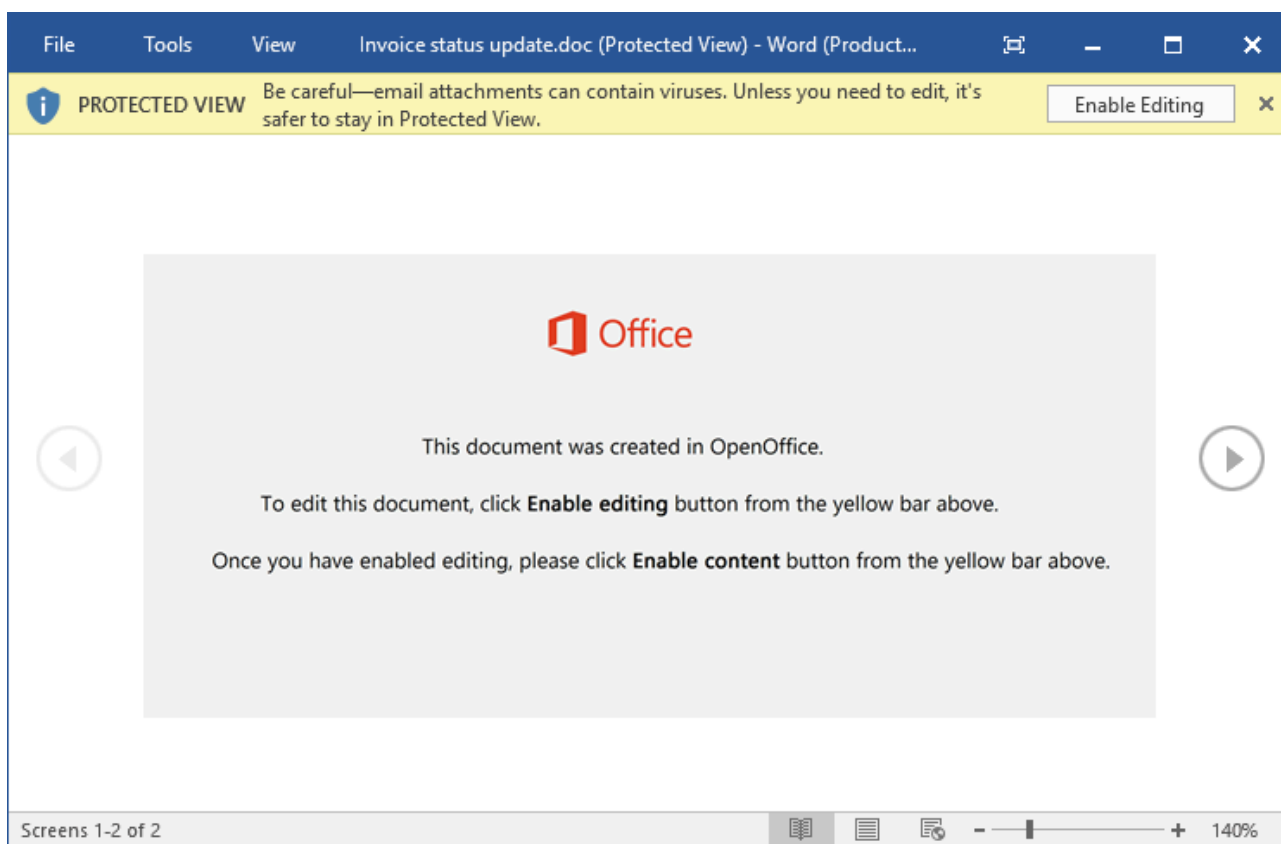 File Tools View Invoice status update.doc (Protected View) - Word (Product...
PROTECTED VIEW Be careful—email attachments can contain viruses. Unless you need to edit, it's
safer to stay in Protected View.
Enable Editing
Office
This document was created in OpenOffice.
To edit this document, click Enable editing button from the yellow bar above.
Once you have enabled editing, please click Enable content button from the yellow bar above.
Screens 1-2 of 2 140%